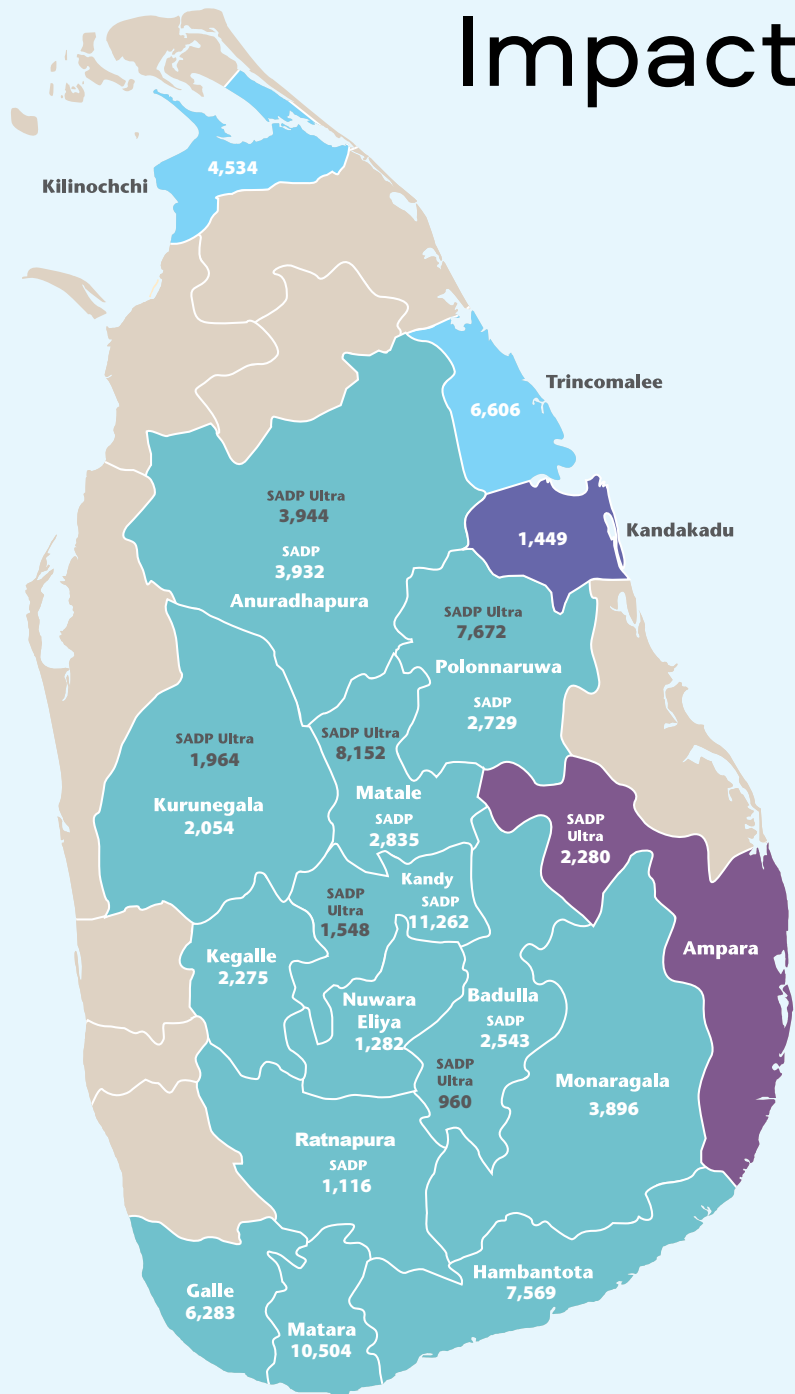 Impact
4,534
Kilinochchi
Trincomalee
6,606
SADP Ultra
3,944
SADP
3,932
Anuradhapura
1,449
Kandakadu
SADP Ultra
7,672
Polonnaruwa
SADP
2,729
SADP Ultra
1,964
Kurunegala
2,054
SADP Ultra
8,152
Matale
SADP
2,835
SADP
Ultra
2,280
Ampara
Kandy
SADP
11,262
SADP
Ultra
1,548
Kegalle
2,275
Nuwara
Eliya
1,282
Badulla
SADP
2,543
SADP
Ultra
960
Monaragala
3,896
Ratnapura
SADP
1,116
Hambantota
7,569
Galle
6,283
Matara
10,504